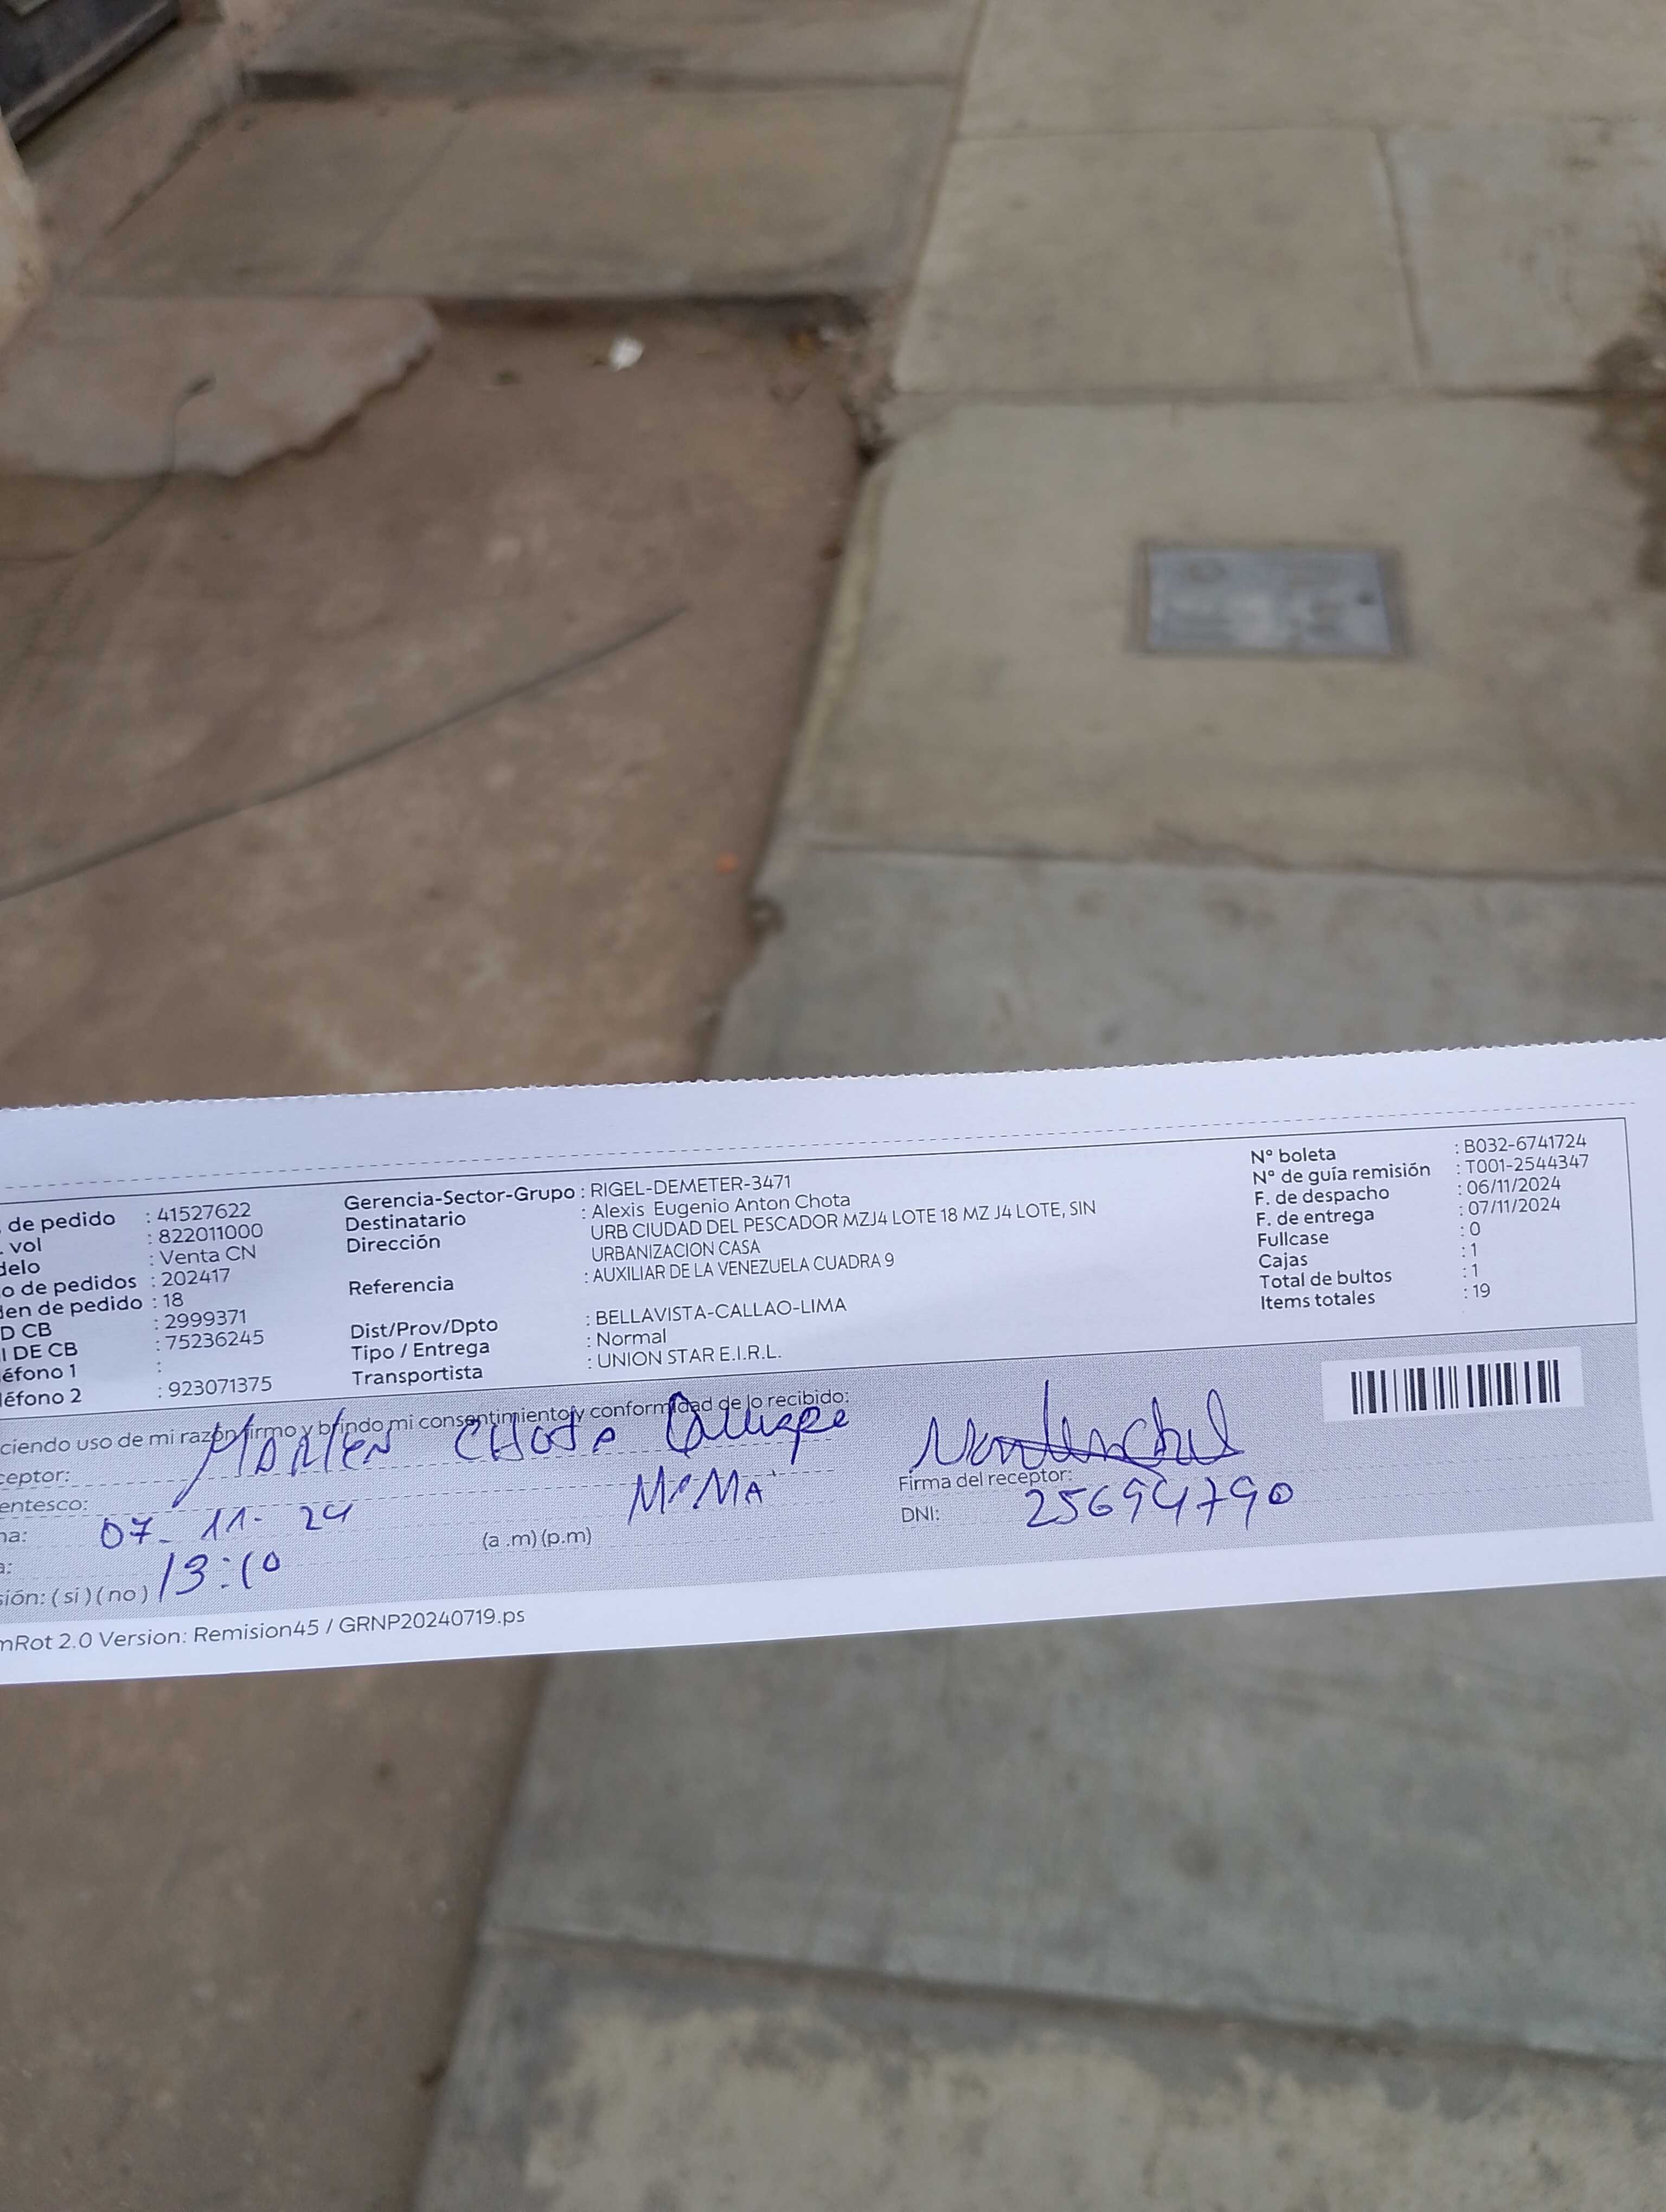 de pedido : 41527622
vol : 822011000
delo : Venta CN
o de pedidos : 202417
en de pedido : 18
D CB : 2999371
I DE CB : 75236245
éfono 1 :
éfono 2 : 923071375
Gerencia-Sector-Grupo : RIGEL-DEMETER-3471
Destinatario : Alexis Eugenio Anton Chota
Dirección URB CIUDAD DEL PESCADOR MZJ4 LOTE 18 MZ J4 LOTE, SIN
URBANIZACION CASA
Referencia : AUXILIAR DE LA VENEZUELA CUADRA 9
Dist/Prov/Dpto : BELLAVISTA-CALLAO-LIMA
Tipo / Entrega : Normal
Transportista : UNION STAR E.I.R.L.
N° boleta : B032-6741724
N° de guía remisión : T001-2544347
F. de despacho : 06/11/2024
F. de entrega : 07/11/2024
Fullcase : 0
Cajas : 1
Total de bultos : 1
Items totales : 19
ciendo uso de mi razón firmo y brindo mi consentimiento y conformidad de lo recibido:
ceptor: MARLEN CHOTA
entesco: MAMA
Firma del receptor:
ha: 07-11-24
DNI: 25694790
a: 13:10 (a .m) (p.m)
sión: ( si ) ( no )
mRot 2.0 Version: Remision45 / GRNP20240719.ps